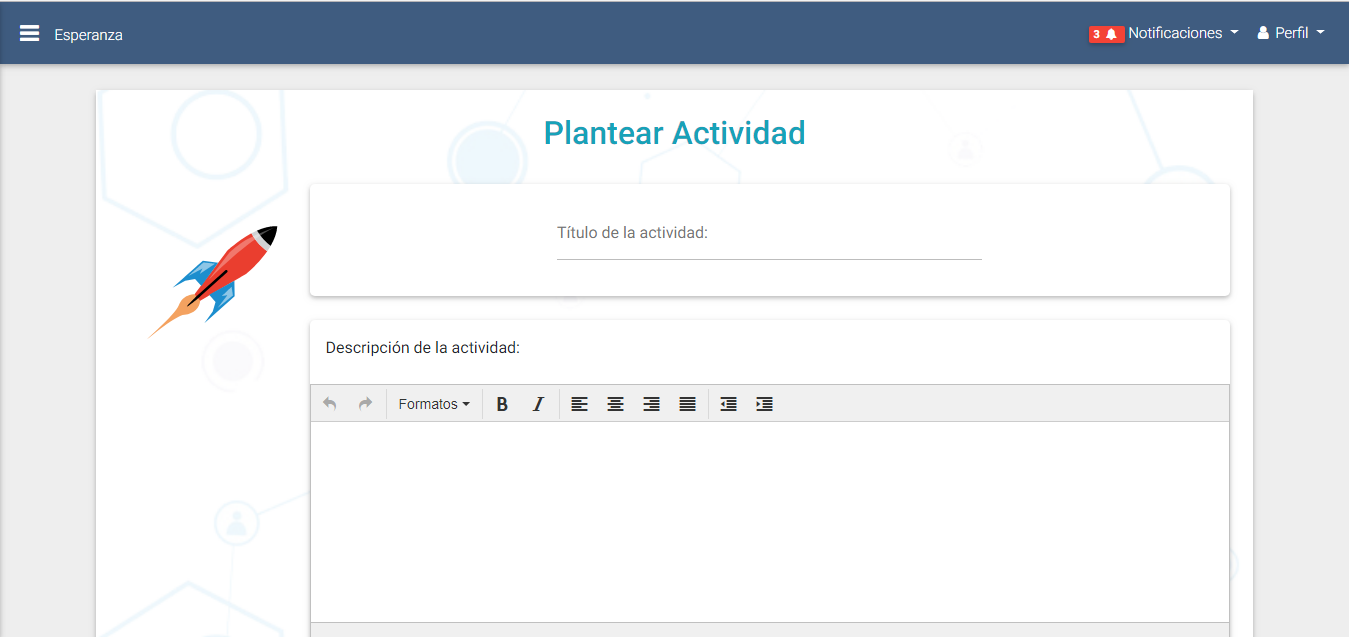 Esperanza
3 Notificaciones Perfil
Plantear Actividad
Título de la actividad:
Descripción de la actividad:
Formatos B I